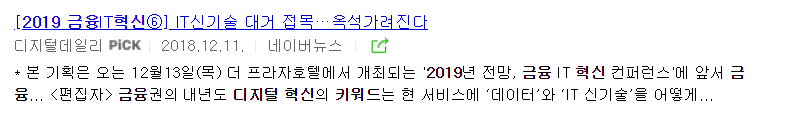 [2019 금융IT혁신⑥] IT신기술 대거 접목…옥석가려진다
디지털데일리 PiCK | 2018.12.11. | 네이버뉴스 |
* 본 기획은 오는 12월13일(목) 더 프라자호텔에서 개최되는 '2019년 전망, 금융 IT 혁신 컨퍼런스'에 앞서 금
융... <편집자> 금융권의 내년도 디지털 혁신의 키워드는 현 서비스에 ‘데이터’와 ‘IT 신기술’을 어떻게...